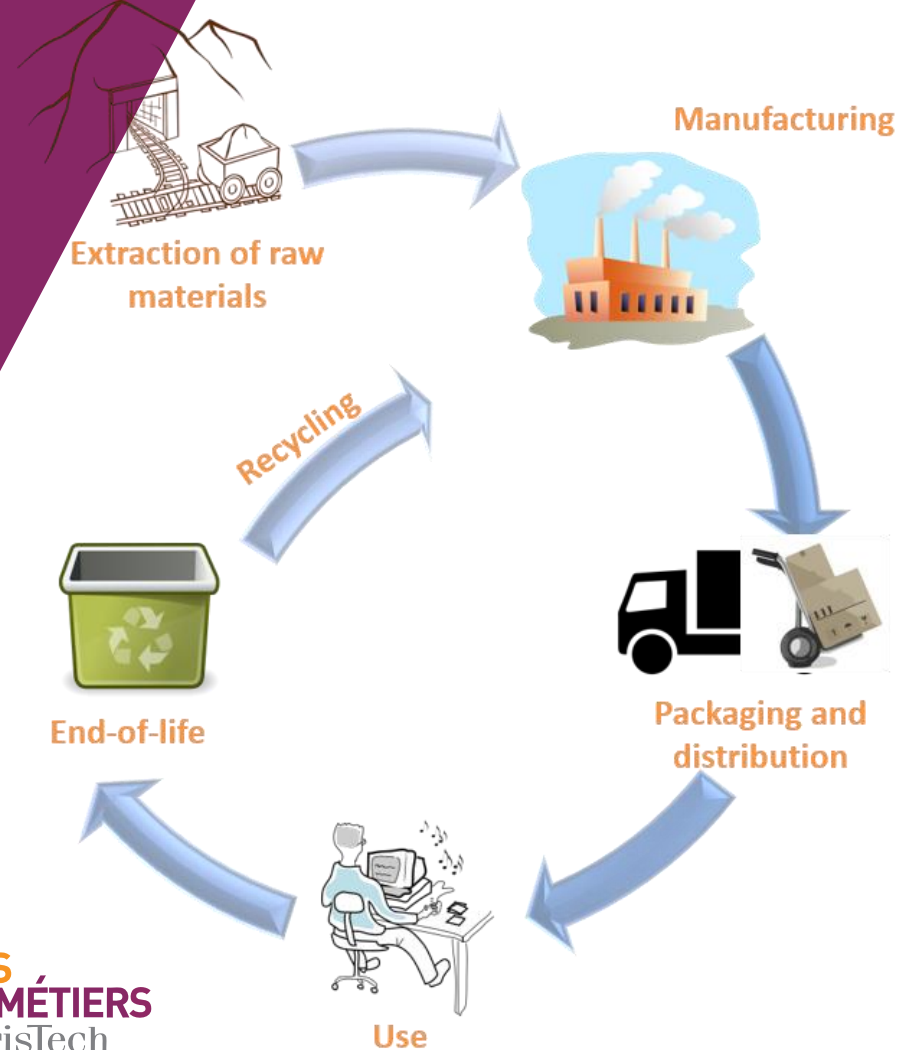 Manufacturing
Extraction of raw
materials
Recycling
End-of-life
Packaging and
distribution
Use
MÉTIERS